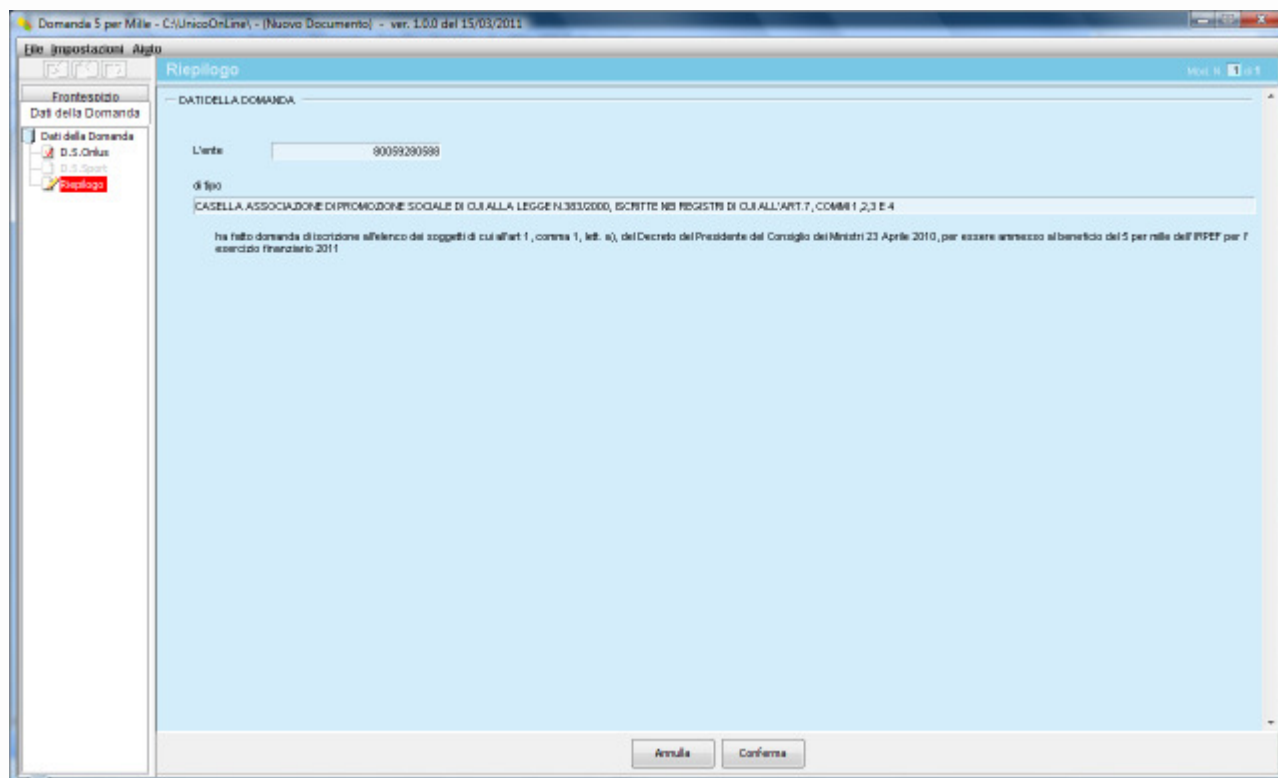 Domanda 5 per Mille - C:\UnicoOnLine\ - (Nuovo Documento) - ver. 1.0.0 del 15/03/2011
File Impostazioni Aiuto
Riepilogo
Mod. N. 1 di 1
Frontespizio
Dati della Domanda
Dati della Domanda
D.S.Onlus
D.S.Sport
Riepilogo
DATI DELLA DOMANDA
L'ente 80059280588
di tipo
CASELLA ASSOCIAZIONE DI PROMOZIONE SOCIALE DI CUI ALLA LEGGE N.383/2000, ISCRITTE NEI REGISTRI DI CUI ALL'ART.7, COMMI 1,2,3 E 4
ha fatto domanda di iscrizione all'elenco dei soggetti di cui all'art 1, comma 1, lett. a), del Decreto del Presidente del Consiglio dei Ministri 23 Aprile 2010, per essere ammesso al beneficio del 5 per mille dell'IRPEF per l'
esercizio finanziario 2011
Annulla
Conferma